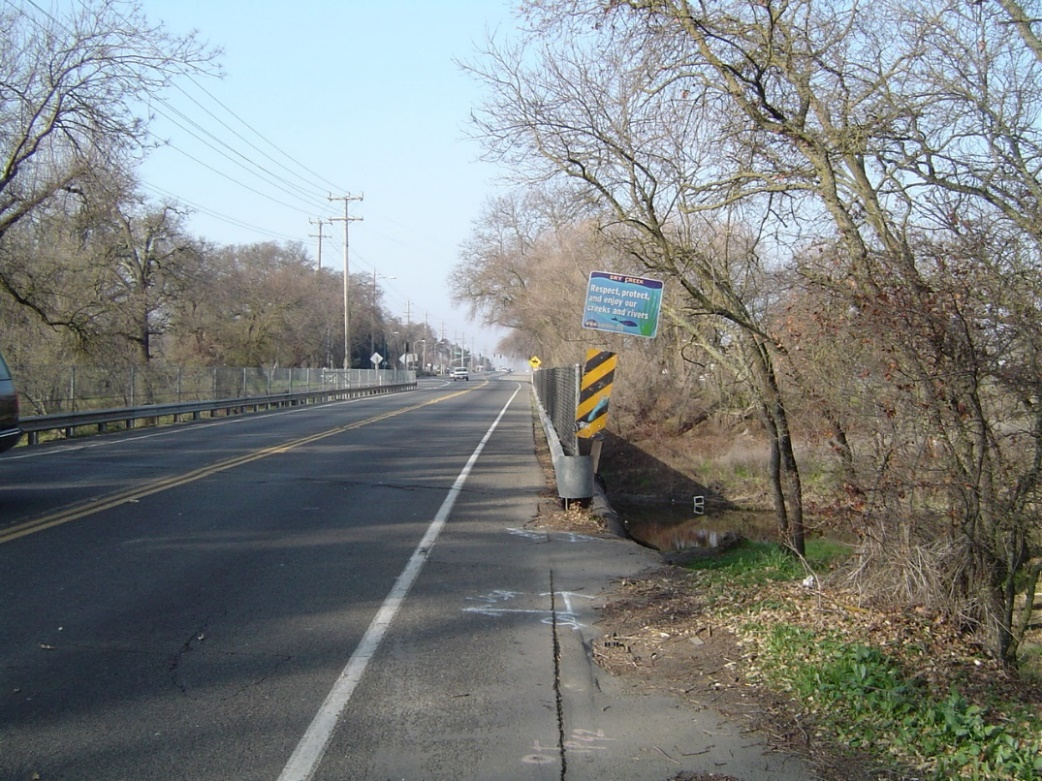 DRY CREEK
Respect, protect,
and enjoy our
creeks and rivers